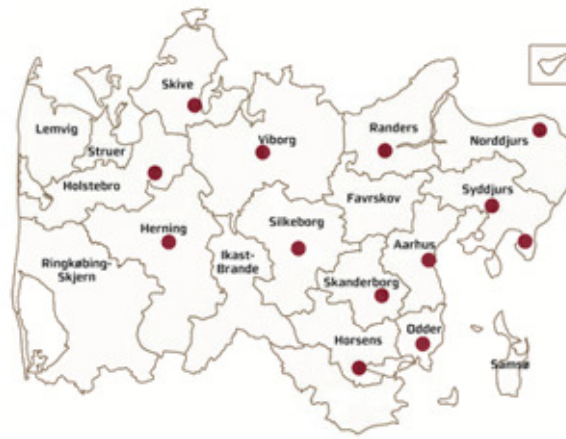 Skive
Lemvig
Struer
Viborg
Randers
Norddjurs
Holstebro
Favrskov
Syddjurs
Herning
Silkeborg
Aarhus
Ringkøbing-
Skjern
Ikast-
Brande
Skanderborg
Horsens
Odder
Samsø